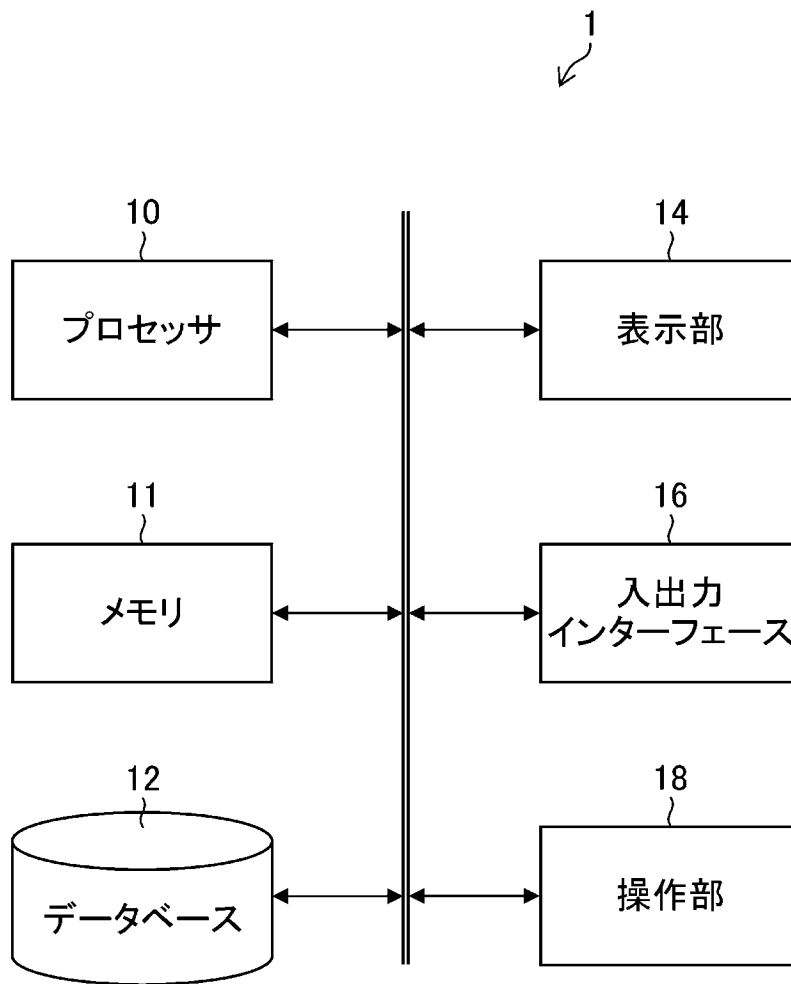 1
10
プロセッサ
14
表示部
11
メモリ
16
入出力
インターフェース
12
データベース
18
操作部